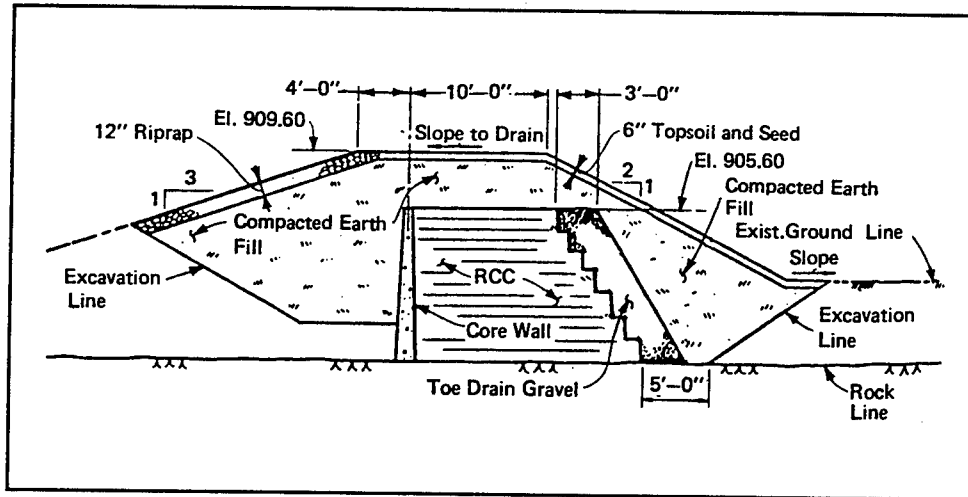 4'-0" 10'-0" 3'-0"
El. 909.60
12" Riprap
Slope to Drain
6" Topsoil and Seed
El. 905.60
1 3
2 1
Compacted Earth
Fill
Compacted Earth
Fill
Exist.Ground Line
Slope
Excavation
Line
RCC
Core Wall
Excavation
Line
Toe Drain Gravel
5'-0"
Rock
Line